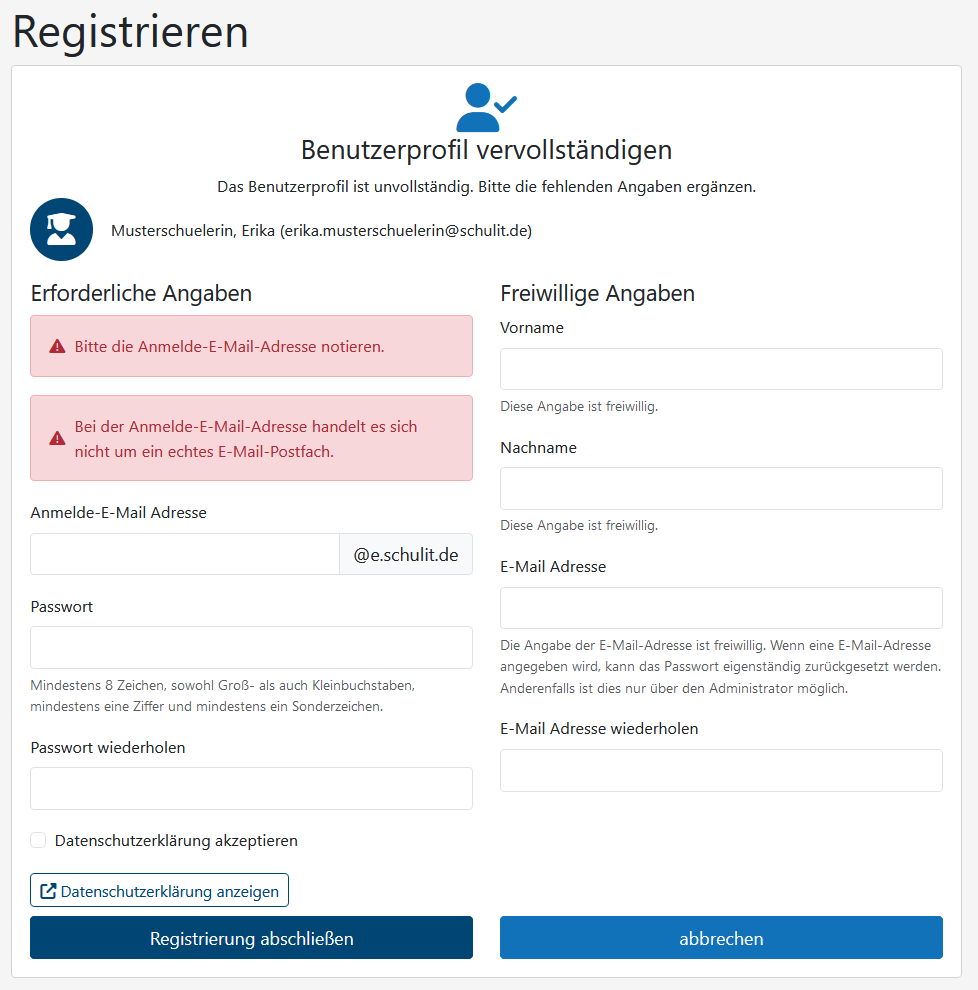 Registrieren
Benutzerprofil vervollständigen
Das Benutzerprofil ist unvollständig. Bitte die fehlenden Angaben ergänzen.
Musterschuelerin, Erika (erika.musterschuelerin@schulit.de)
Erforderliche Angaben
Bitte die Anmelde-E-Mail-Adresse notieren.
Bei der Anmelde-E-Mail-Adresse handelt es sich
nicht um ein echtes E-Mail-Postfach.
Anmelde-E-Mail Adresse
@e.schulit.de
Passwort
Mindestens 8 Zeichen, sowohl Groß- als auch Kleinbuchstaben,
mindestens eine Ziffer und mindestens ein Sonderzeichen.
Passwort wiederholen
Datenschutzerklärung akzeptieren
Datenschutzerklärung anzeigen
Registrierung abschließen
Freiwillige Angaben
Vorname
Diese Angabe ist freiwillig.
Nachname
Diese Angabe ist freiwillig.
E-Mail Adresse
Die Angabe der E-Mail-Adresse ist freiwillig. Wenn eine E-Mail-Adresse
angegeben wird, kann das Passwort eigenständig zurückgesetzt werden.
Anderenfalls ist dies nur über den Administrator möglich.
E-Mail Adresse wiederholen
abbrechen